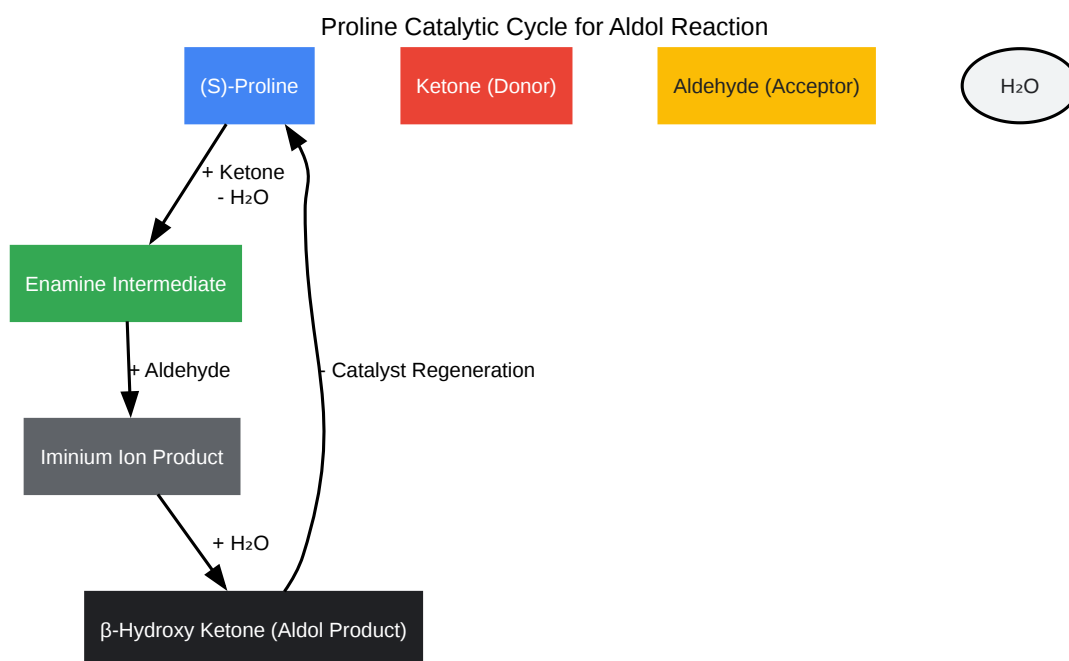 Proline Catalytic Cycle for Aldol Reaction
(S)-Proline
Ketone (Donor)
Aldehyde (Acceptor)
H₂O
+ Ketone
- H₂O
Enamine Intermediate
+ Aldehyde
- Catalyst Regeneration
Iminium Ion Product
+ H₂O
β-Hydroxy Ketone (Aldol Product)